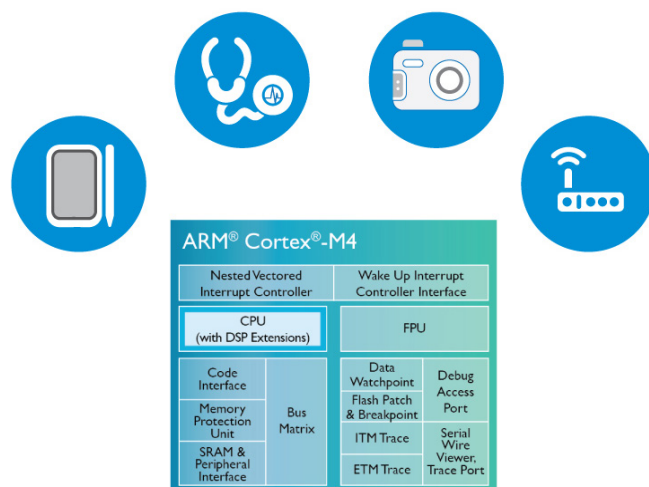 ARM® Cortex®-M4
Nested Vectored
Interrupt Controller
Wake Up Interrupt
Controller Interface
CPU
(with DSP Extensions)
FPU
Code
Interface
Memory
Protection
Unit
SRAM &
Peripheral
Interface
Bus
Matrix
Data
Watchpoint
Flash Patch
& Breakpoint
ITM Trace
ETM Trace
Debug
Access
Port
Serial
Wire
Viewer,
Trace Port